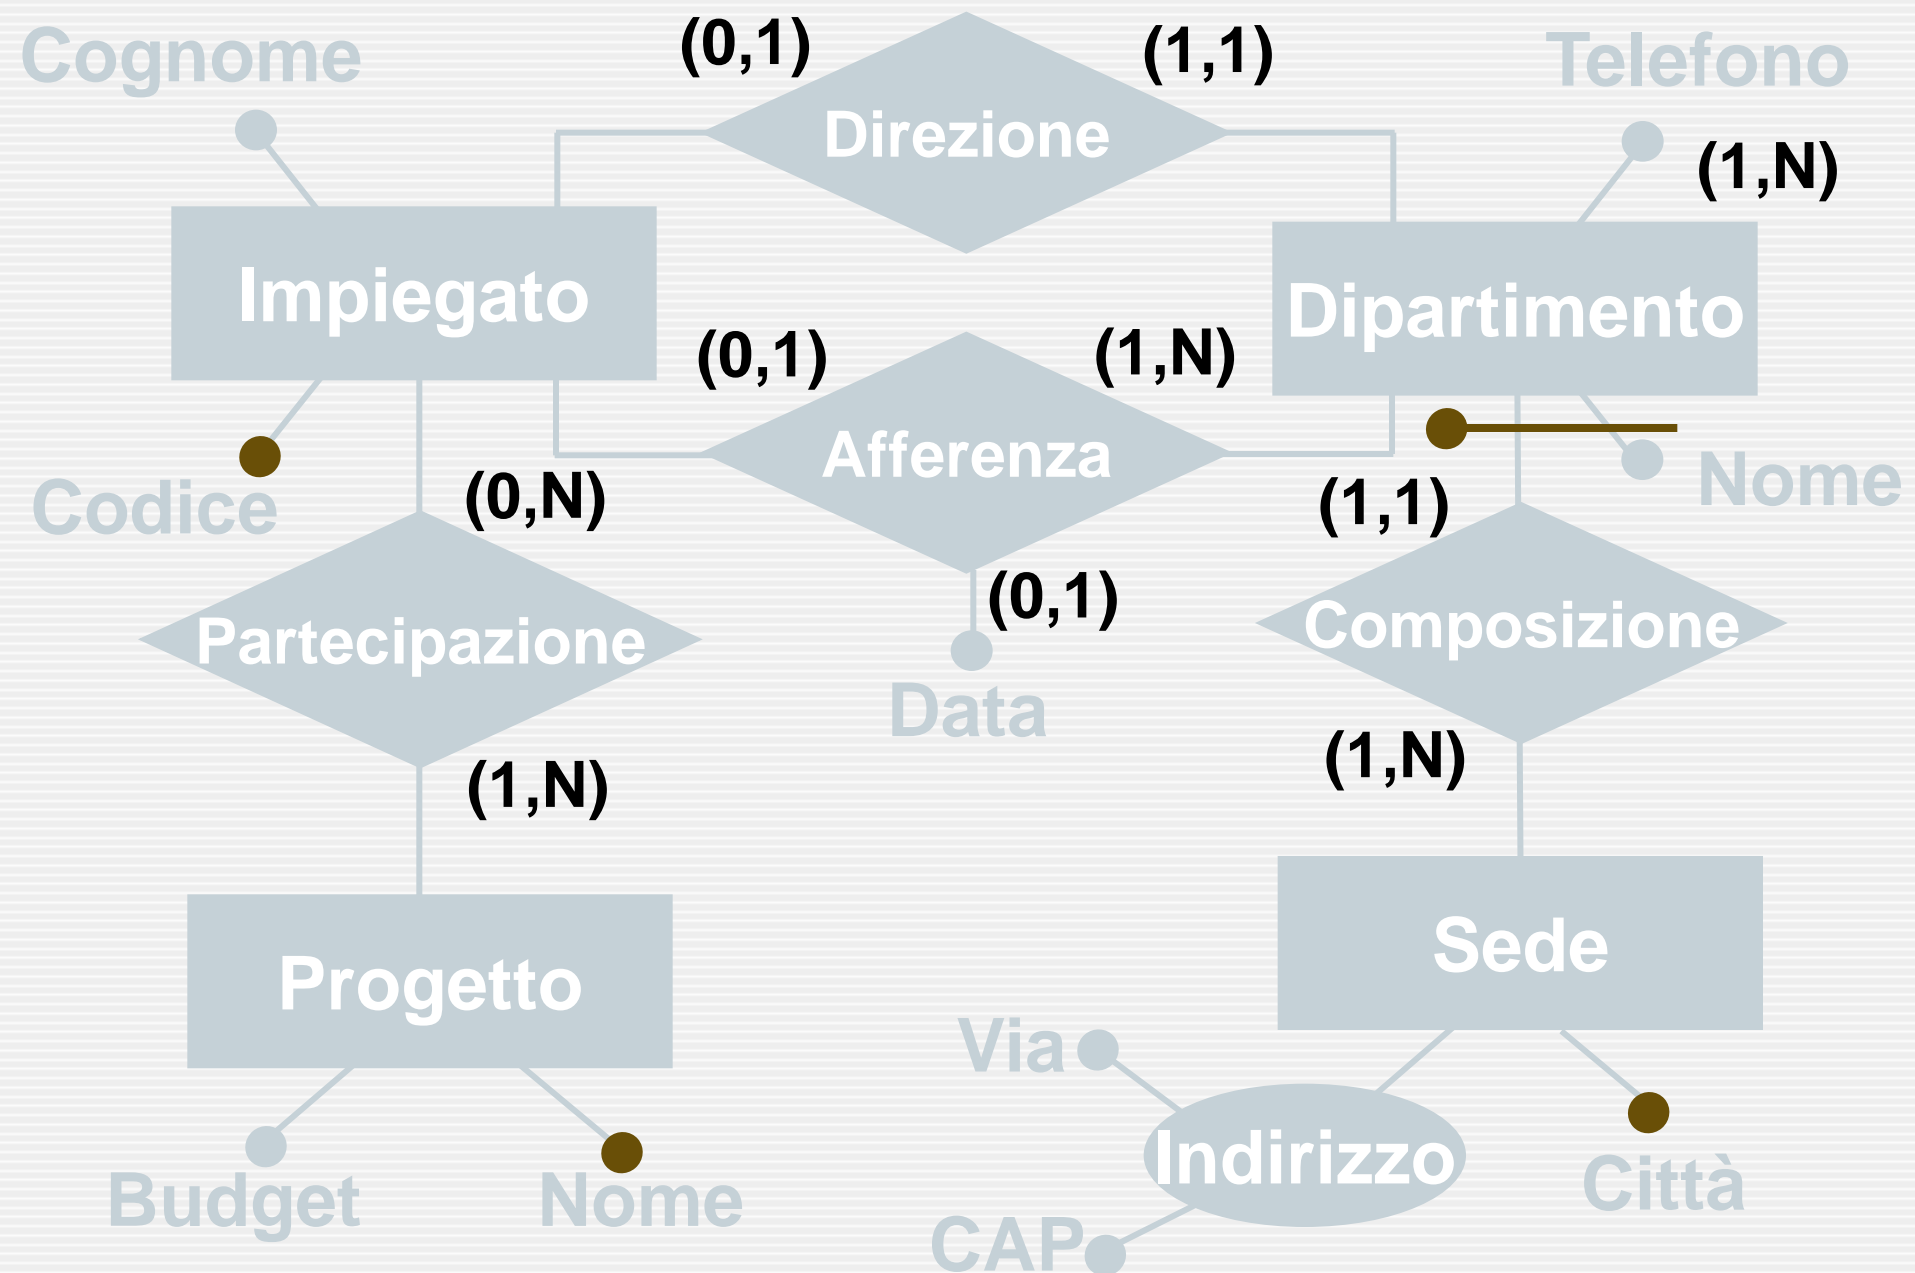 Cognome
(0,1)
(1,1)
Telefono
Direzione
(1,N)
Impiegato
Dipartimento
(0,1)
(1,N)
Afferenza
Codice
(0,N)
(1,1)
Nome
(0,1)
Partecipazione
Composizione
Data
(1,N)
(1,N)
Sede
Progetto
Via
Indirizzo
Città
Budget
Nome
CAP